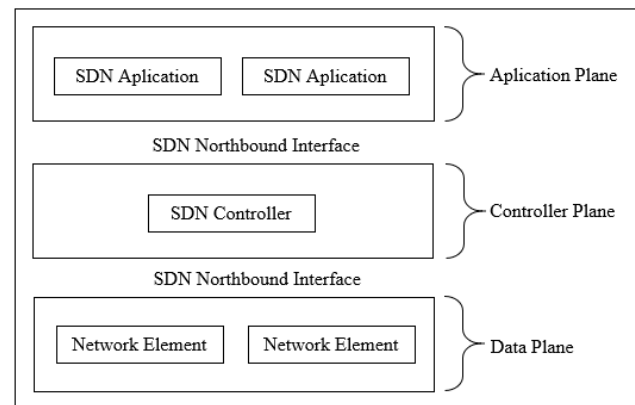 SDN Aplication SDN Aplication
Aplication Plane
SDN Northbound Interface
SDN Controller
Controller Plane
SDN Northbound Interface
Network Element Network Element
Data Plane